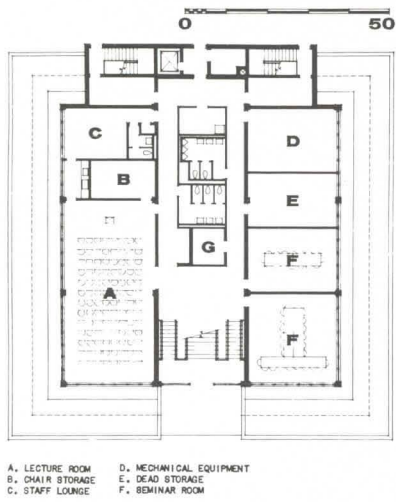 0 50
C
D
B
E
G
F
A
F
A. LECTURE ROOM D. MECHANICAL EQUIPMENT
B. CHAIR STORAGE E. DEAD STORAGE
C. STAFF LOUNGE F. SEMINAR ROOM